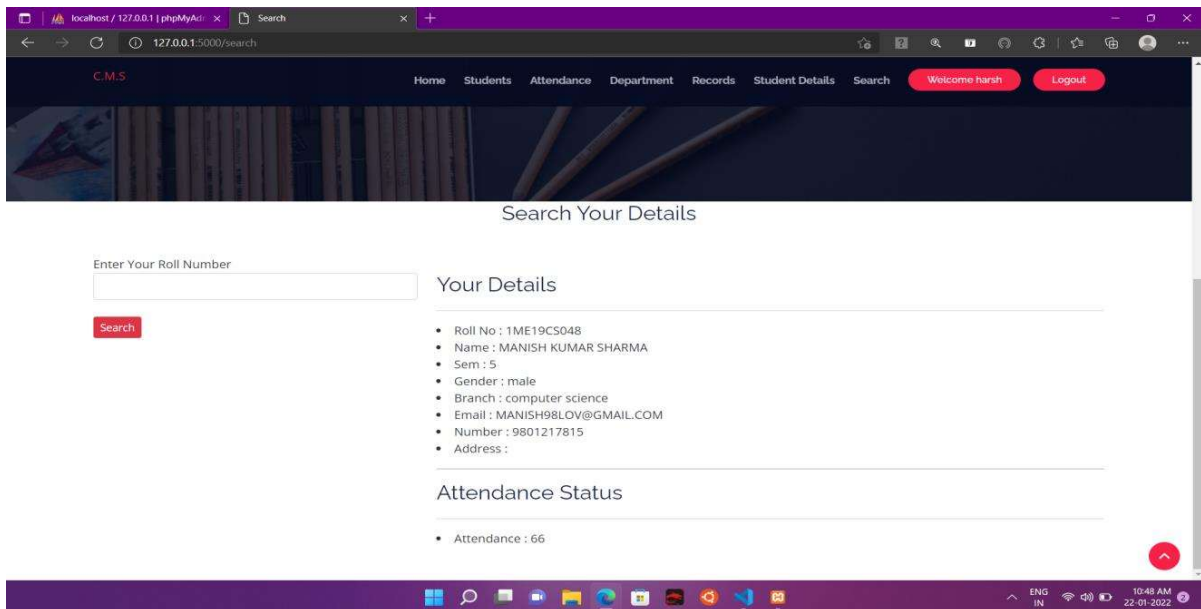 localhost / 127.0.0.1 | phpMyAdr
Search
127.0.0.1:5000/search
C.M.S
Home Students Attendance Department Records Student Details Search Welcome harsh Logout
Search Your Details
Enter Your Roll Number
Search
Your Details
Roll No : 1ME19CS048
Name : MANISH KUMAR SHARMA
Sem : 5
Gender : male
Branch : computer science
Email : MANISH98LOV@GMAIL.COM
Number : 9801217815
Address :
Attendance Status
Attendance : 66
ENG
IN
10:48 AM
22-01-2022
2